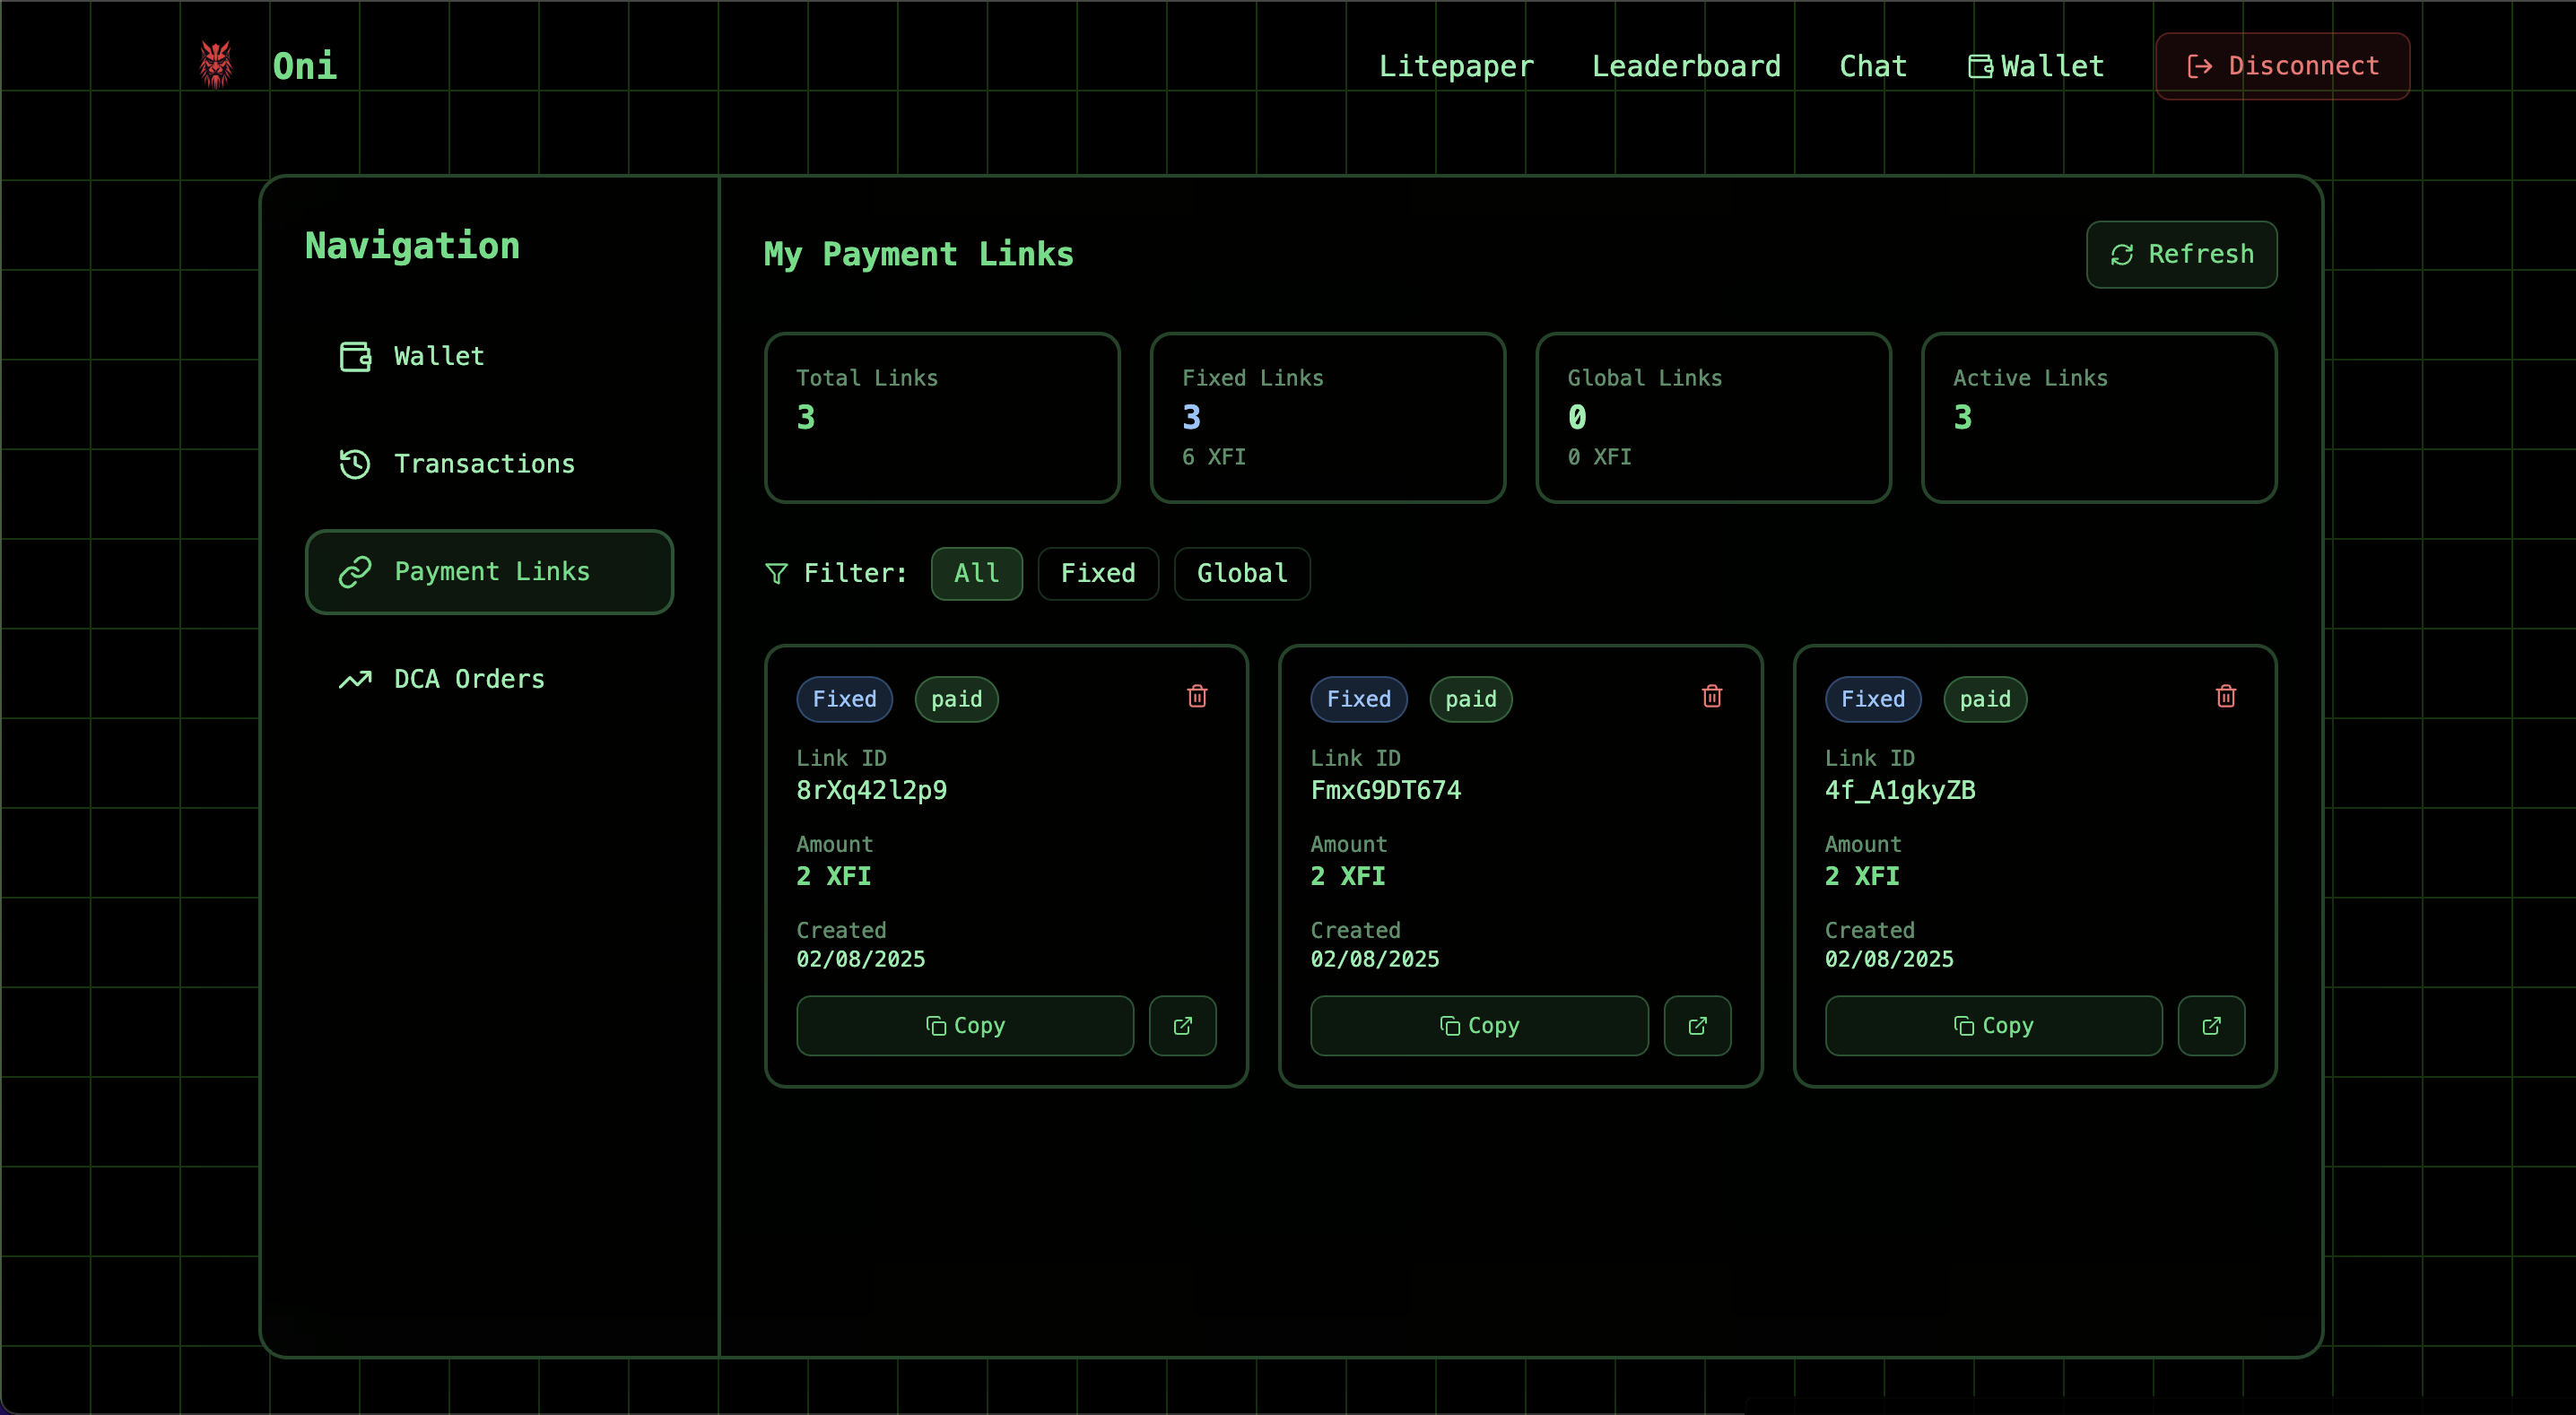 Oni
Litepaper
Leaderboard
Chat
Wallet
Disconnect
Navigation
Wallet
Transactions
Payment Links
DCA Orders
My Payment Links
Refresh
Total Links
3
Fixed Links
3
6 XFI
Global Links
0
0 XFI
Active Links
3
Filter:
All
Fixed
Global
Fixed
paid
Link ID
8rXq42l2p9
Amount
2 XFI
Created
02/08/2025
Copy
Fixed
paid
Link ID
FmxG9DT674
Amount
2 XFI
Created
02/08/2025
Copy
Fixed
paid
Link ID
4f_A1gkyZB
Amount
2 XFI
Created
02/08/2025
Copy